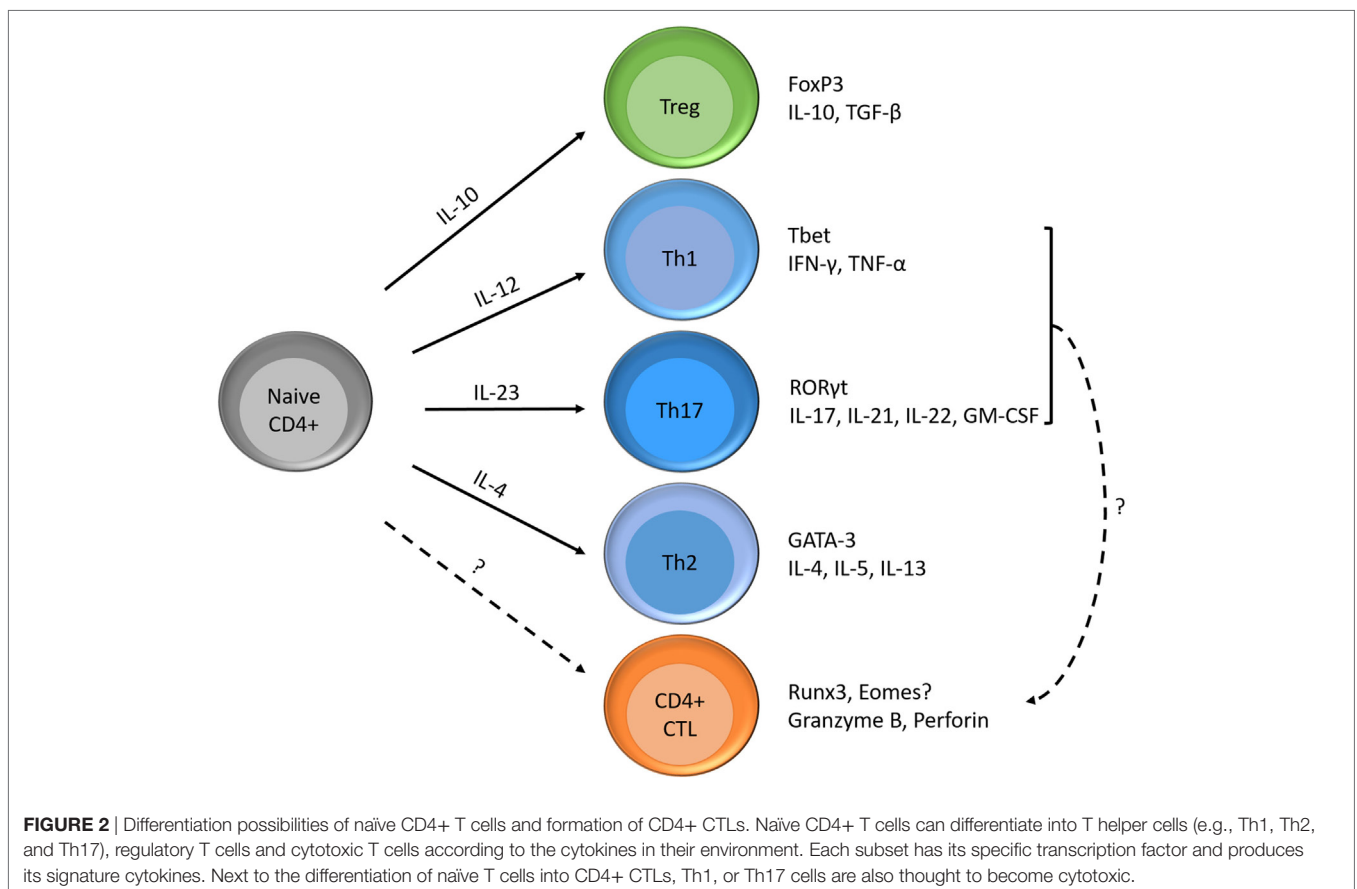 Treg
FoxP3
IL-10, TGF-β
IL-10
Th1
Tbet
IFN-γ, TNF-α
IL-12
Naive
CD4+
IL-23
Th17
RORγt
IL-17, IL-21, IL-22, GM-CSF
IL-4
Th2
GATA-3
IL-4, IL-5, IL-13
?
?
CD4+
CTL
Runx3, Eomes?
Granzyme B, Perforin
FIGURE 2 | Differentiation possibilities of naïve CD4+ T cells and formation of CD4+ CTLs. Naïve CD4+ T cells can differentiate into T helper cells (e.g., Th1, Th2,
and Th17), regulatory T cells and cytotoxic T cells according to the cytokines in their environment. Each subset has its specific transcription factor and produces
its signature cytokines. Next to the differentiation of naïve T cells into CD4+ CTLs, Th1, or Th17 cells are also thought to become cytotoxic.